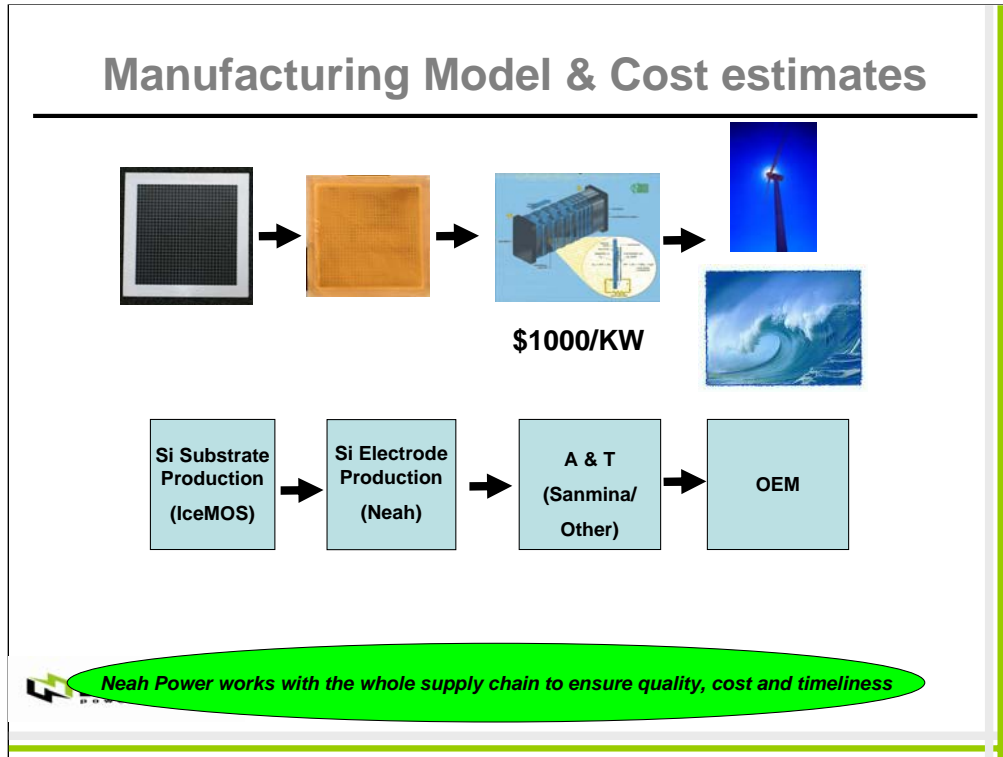 Manufacturing Model & Cost estimates
$1000/KW
Si Substrate
Production
(IceMOS)
Si Electrode
Production
(Neah)
A & T
(Sanmina/
Other)
OEM
Neah Power works with the whole supply chain to ensure quality, cost and timeliness